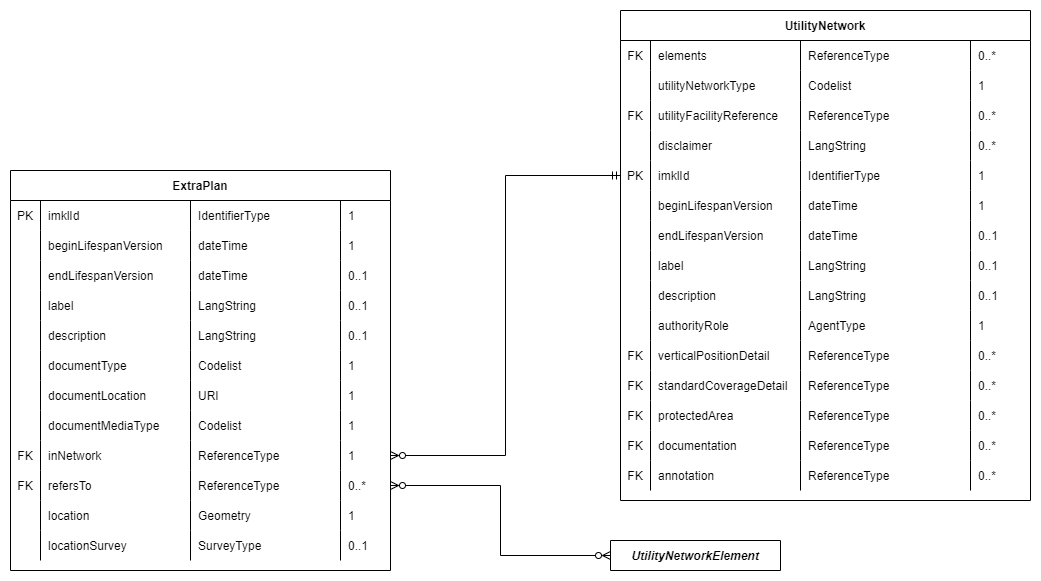 UtilityNetwork
FK elements ReferenceType 0..*
utilityNetworkType Codelist 1
FK utilityFacilityReference ReferenceType 0..*
disclaimer LangString 0..*
PK imklId IdentifierType 1
beginLifespanVersion dateTime 1
endLifespanVersion dateTime 0..1
label LangString 0..1
description LangString 0..1
authorityRole AgentType 1
FK verticalPositionDetail ReferenceType 0..*
FK standardCoverageDetail ReferenceType 0..*
FK protectedArea ReferenceType 0..*
FK documentation ReferenceType 0..*
FK annotation ReferenceType 0..*
ExtraPlan
PK imklId IdentifierType 1
beginLifespanVersion dateTime 1
endLifespanVersion dateTime 0..1
label LangString 0..1
description LangString 0..1
documentType Codelist 1
documentLocation URI 1
documentMediaType Codelist 1
FK inNetwork ReferenceType 1
FK refersTo ReferenceType 0..*
location Geometry 1
locationSurvey SurveyType 0..1
UtilityNetworkElement